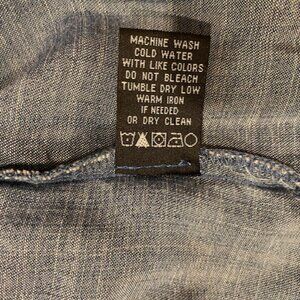 MACHINE WASH
COLD WATER
WITH LIKE COLORS
DO NOT BLEACH
TUMBLE DRY LOW
WARM IRON
IF NEEDED
OR DRY CLEAN